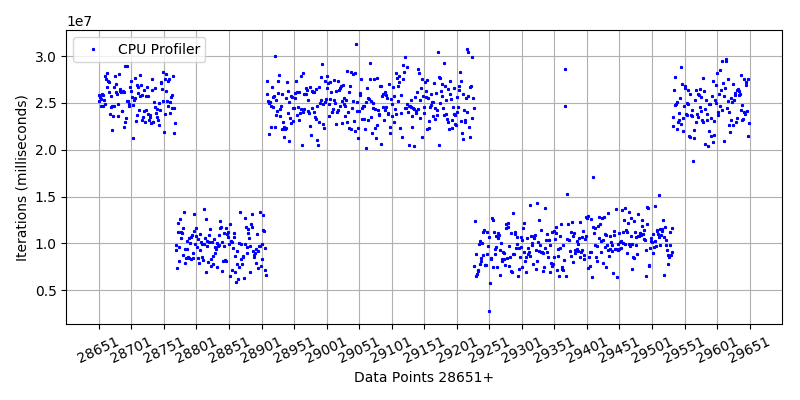 1e7
CPU Profiler
3.0
2.5
2.0
1.5
1.0
0.5
Iterations (milliseconds)
28651 28701 28751 28801 28851 28901 28951 29001 29051 29101 29151 29201 29251 29301 29351 29401 29451 29501 29551 29601 29651
Data Points 28651+